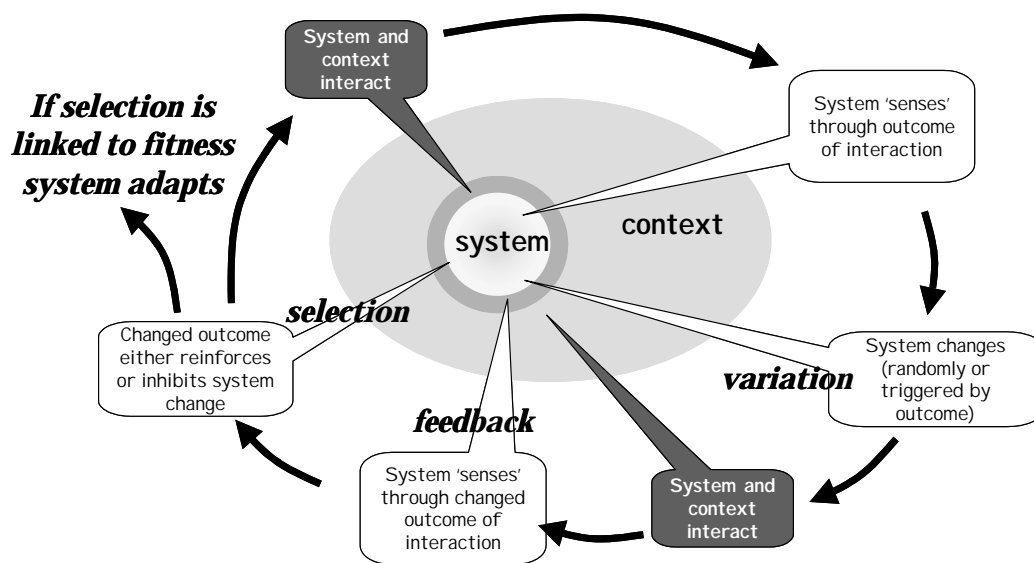 System and
context
interact
If selection is
linked to fitness
system adapts
System ‘senses’
through outcome
of interaction
context
system
selection
Changed outcome
either reinforces
or inhibits system
change
variation
System changes
(randomly or
triggered by
outcome)
feedback
System ‘senses’
through changed
outcome of
interaction
System and
context
interact